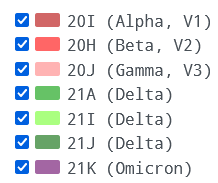 20I (Alpha, V1)
20H (Beta, V2)
20J (Gamma, V3)
21A (Delta)
21I (Delta)
21J (Delta)
21K (Omicron)